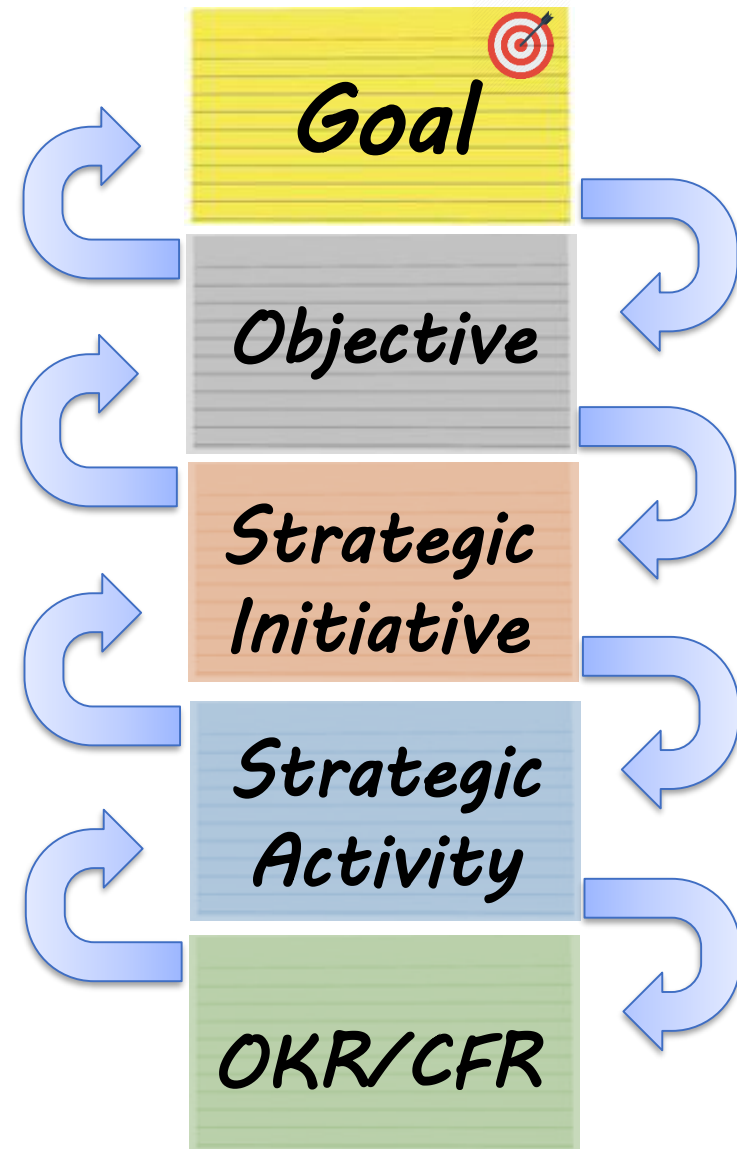 Goal
Objective
Strategic
Initiative
Strategic
Activity
OKR/CFR